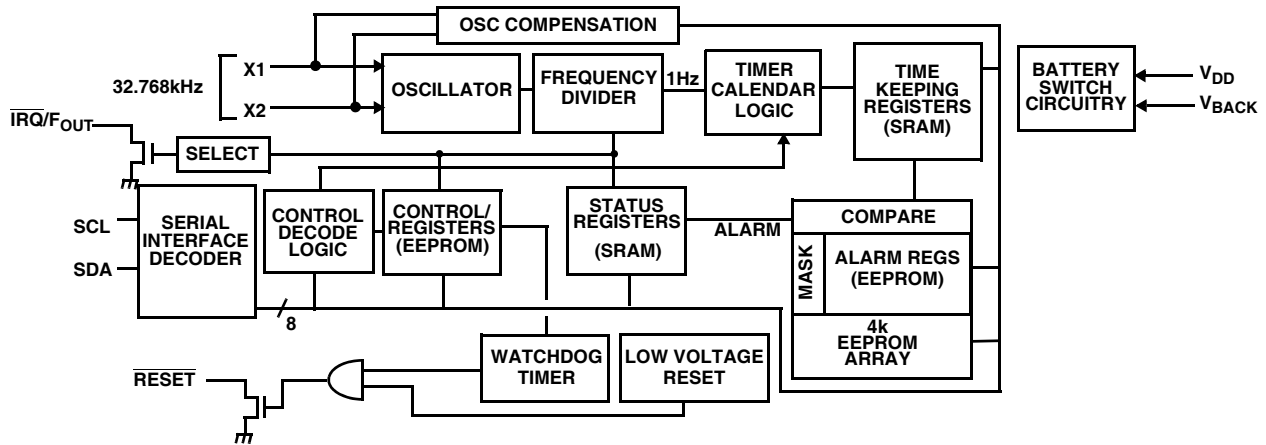 OSC COMPENSATION
32.768kHz
X1
X2
OSCILLATOR
FREQUENCY
DIVIDER
1Hz
TIMER
CALENDAR
LOGIC
TIME
KEEPING
REGISTERS
(SRAM)
BATTERY
SWITCH
CIRCUITRY
VDD
VBACK
IRQ/FOUT
SELECT
SCL
SDA
SERIAL
INTERFACE
DECODER
CONTROL
DECODE
LOGIC
CONTROL/
REGISTERS
(EEPROM)
STATUS
REGISTERS
(SRAM)
ALARM
COMPARE
MASK
ALARM REGS
(EEPROM)
4k
EEPROM
ARRAY
8
WATCHDOG
TIMER
LOW VOLTAGE
RESET
RESET